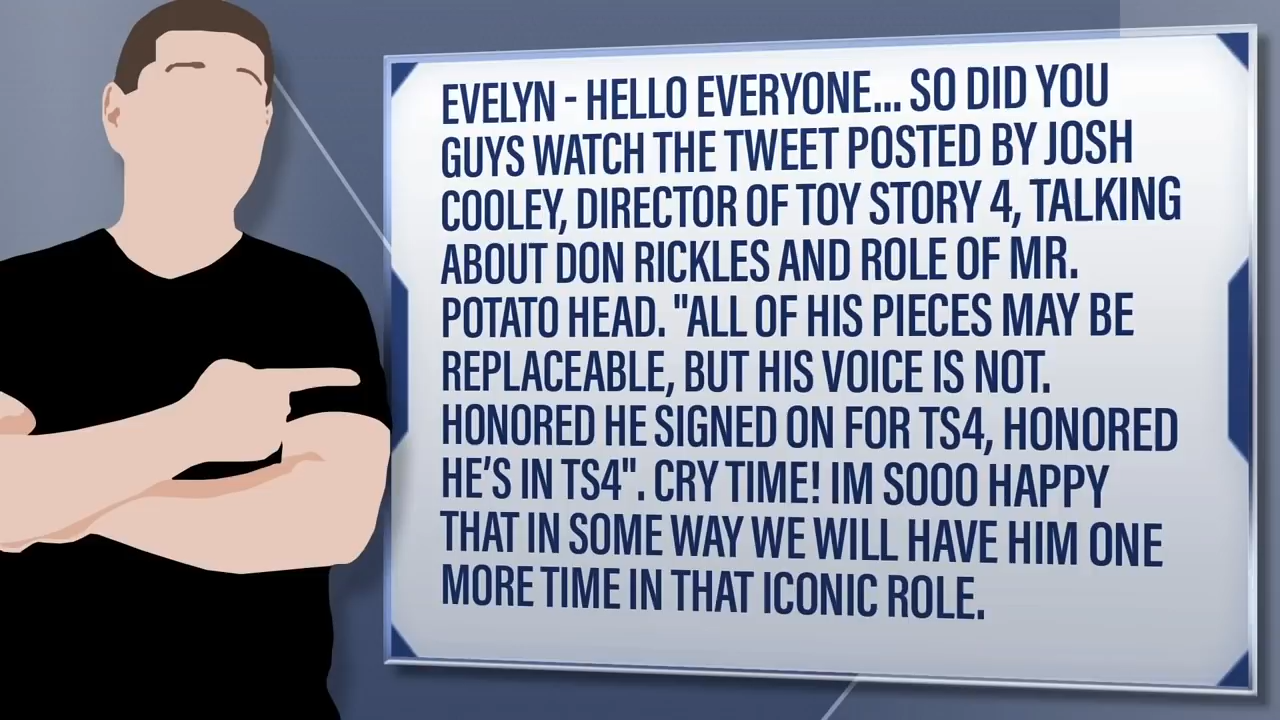 EVELYN - HELLO EVERYONE... SO DID YOU
GUYS WATCH THE TWEET POSTED BY JOSH
COOLEY, DIRECTOR OF TOY STORY 4, TALKING
ABOUT DON RICKLES AND ROLE OF MR.
POTATO HEAD. "ALL OF HIS PIECES MAY BE
REPLACEABLE, BUT HIS VOICE IS NOT.
HONORED HE SIGNED ON FOR TS4, HONORED
HE'S IN TS4". CRY TIME! IM SOOO HAPPY
THAT IN SOME WAY WE WILL HAVE HIM ONE
MORE TIME IN THAT ICONIC ROLE.